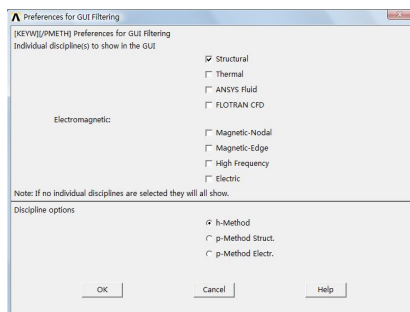 Preferences for GUI Filtering
[KEYW][/PMETH] Preferences for GUI Filtering
Individual discipline(s) to show in the GUI
Structural
Thermal
ANSYS Fluid
FLOTRAN CFD
Electromagnetic:
Magnetic-Nodal
Magnetic-Edge
High Frequency
Electric
Note: If no individual disciplines are selected they will all show.
Discipline options
h-Method
p-Method Struct.
p-Method Electr.
OK Cancel Help